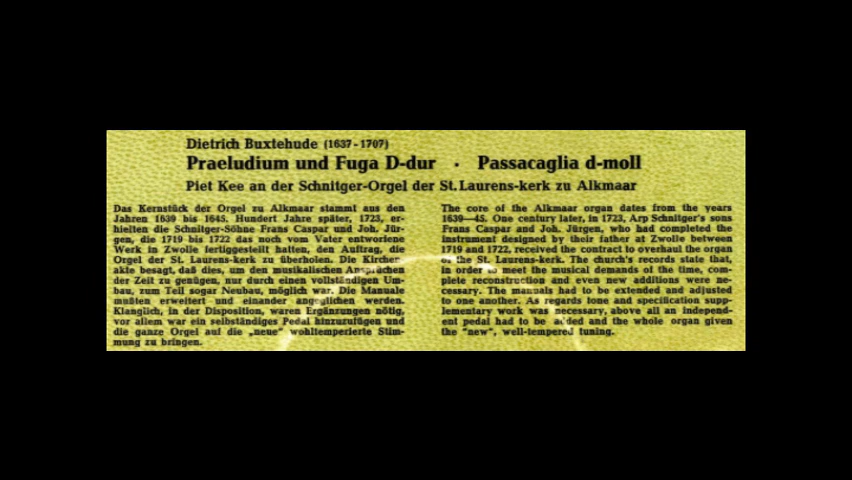 Dietrich Buxtehude (1637-1707)
Praeludium und Fuga D-dur · Passacaglia d-moll
Piet Kee an der Schnitger-Orgel der St. Laurens-kerk zu Alkmaar
Das Kernstück der Orgel zu Alkmaar stammt aus den
Jahren 1639 bis 1645. Hundert Jahre später, 1723, er-
hielten die Schnitger-Söhne Frans Caspar und Joh. Jür-
gen, die 1719 bis 1722 das noch vom Vater entworfene
Werk in Zwolle fertiggestellt hatten, den Auftrag, die
Orgel der St. Laurens-kerk zu überholen. Die Kirchen-
akte besagt, daß dies, um den musikalischen Ansprüchen
der Zeit zu genügen, nur durch einen vollständigen Um-
bau, zum Teil sogar Neubau, möglich war. Die Manuale
mußten erweitert und einander angeglichen werden.
Klanglich, in der Disposition, waren Ergänzungen nötig,
vor allem war ein selbständiges Pedal hinzuzufügen und
die ganze Orgel auf die „neue" wohltemperierte Stim-
mung zu bringen.
The core of the Alkmaar organ dates from the years
1639—45. One century later, in 1723, Arp Schnitger's sons
Frans Caspar and Joh. Jürgen, who had completed the
instrument designed by their father at Zwolle between
1719 and 1722, received the contract to overhaul the organ
of the St. Laurens-kerk. The church's records state that,
in order to meet the musical demands of the time, com-
plete reconstruction and even new additions were ne-
cessary. The manuals had to be extended and adjusted
to one another. As regards tone and specification supp-
lementary work was necessary, above all an independ-
ent pedal had to be added and the whole organ given
the "new", well-tempered tuning.